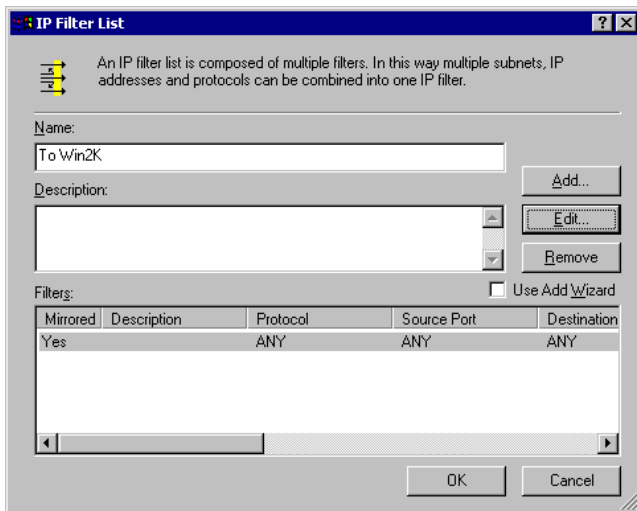 IP Filter List
An IP filter list is composed of multiple filters. In this way multiple subnets, IP
addresses and protocols can be combined into one IP filter.
Name:
To Win2K
Add...
Description:
Edit...
Remove
Filters:
Use Add Wizard
Mirrored Description Protocol Source Port Destination
Yes ANY ANY ANY
OK Cancel